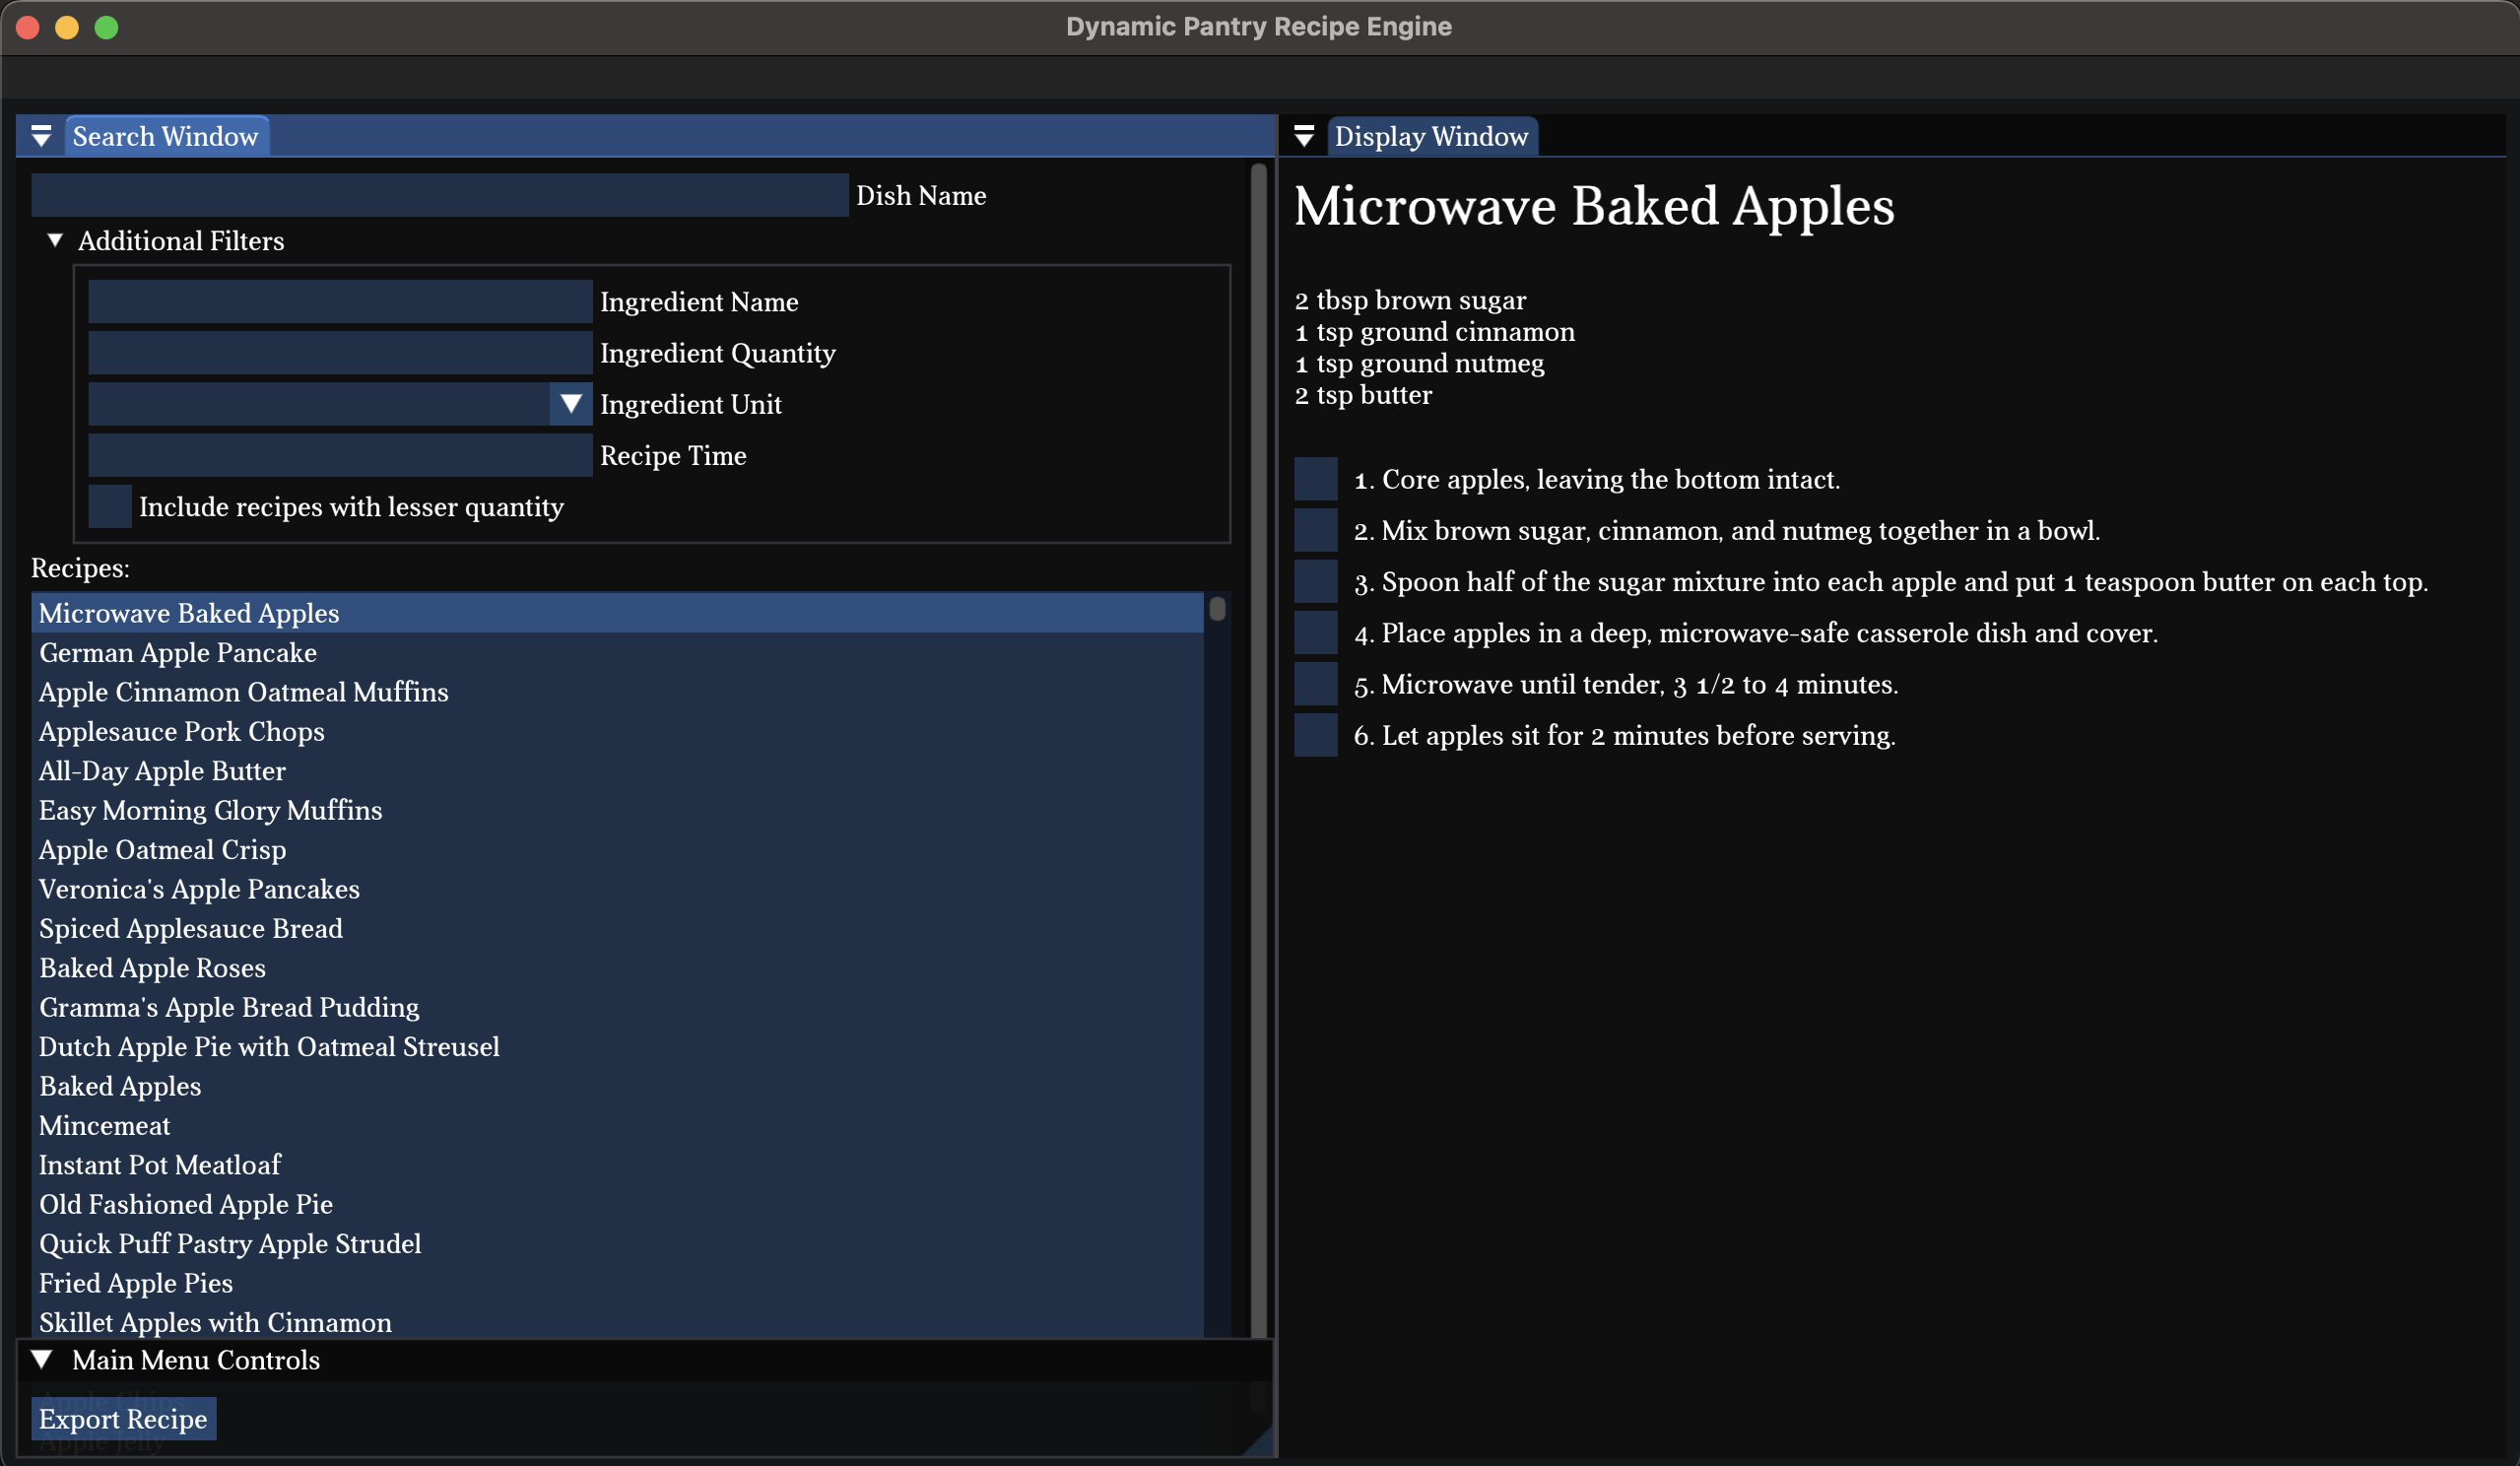 Dynamic Pantry Recipe Engine
Search Window
Dish Name
Additional Filters
Ingredient Name
Ingredient Quantity
Ingredient Unit
Recipe Time
Include recipes with lesser quantity
Recipes:
Microwave Baked Apples
German Apple Pancake
Apple Cinnamon Oatmeal Muffins
Applesauce Pork Chops
All-Day Apple Butter
Easy Morning Glory Muffins
Apple Oatmeal Crisp
Veronica's Apple Pancakes
Spiced Applesauce Bread
Baked Apple Roses
Gramma's Apple Bread Pudding
Dutch Apple Pie with Oatmeal Streusel
Baked Apples
Mincemeat
Instant Pot Meatloaf
Old Fashioned Apple Pie
Quick Puff Pastry Apple Strudel
Fried Apple Pies
Skillet Apples with Cinnamon
Main Menu Controls
Apple Chips
Export Recipe
Apple Jelly
Display Window
Microwave Baked Apples
2 tbsp brown sugar
1 tsp ground cinnamon
1 tsp ground nutmeg
2 tsp butter
1. Core apples, leaving the bottom intact.
2. Mix brown sugar, cinnamon, and nutmeg together in a bowl.
3. Spoon half of the sugar mixture into each apple and put 1 teaspoon butter on each top.
4. Place apples in a deep, microwave-safe casserole dish and cover.
5. Microwave until tender, 3 1/2 to 4 minutes.
6. Let apples sit for 2 minutes before serving.